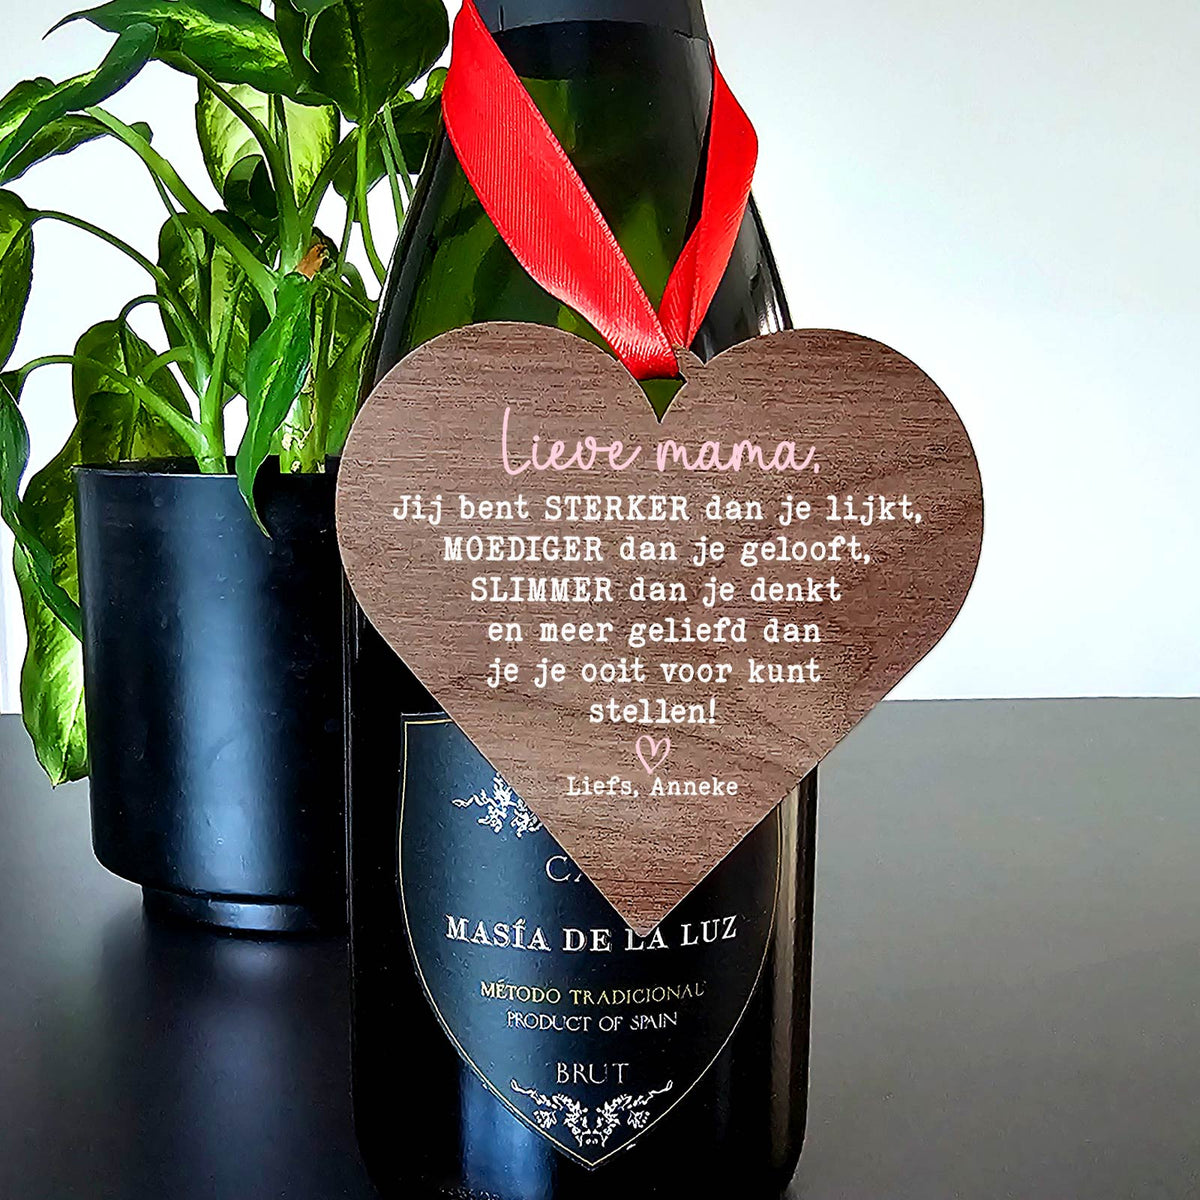 Lieve mama,
Jij bent STERKER dan je lijkt,
MOEDIGER dan je gelooft,
SLIMMER dan je denkt
en meer geliefd dan
je je ooit voor kunt
stellen!
Liefs, Anneke
MASÍA DE LA LUZ
MÉTODO TRADICIONAL
PRODUCT OF SPAIN
BRUT